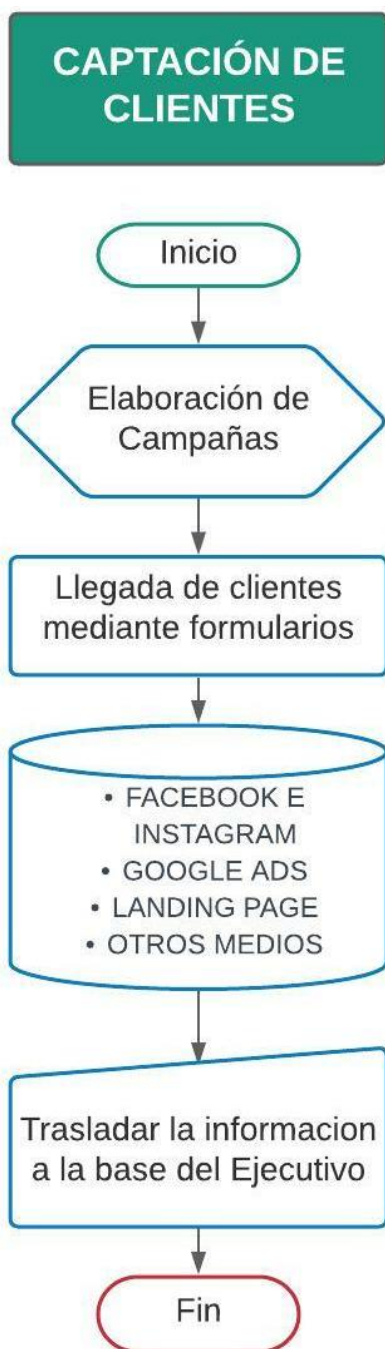 CAPTACIÓN DE
CLIENTES
Inicio
Elaboración de
Campañas
Llegada de clientes
mediante formularios
• FACEBOOK E
INSTAGRAM
• GOOGLE ADS
• LANDING PAGE
• OTROS MEDIOS
Trasladar la informacion
a la base del Ejecutivo
Fin